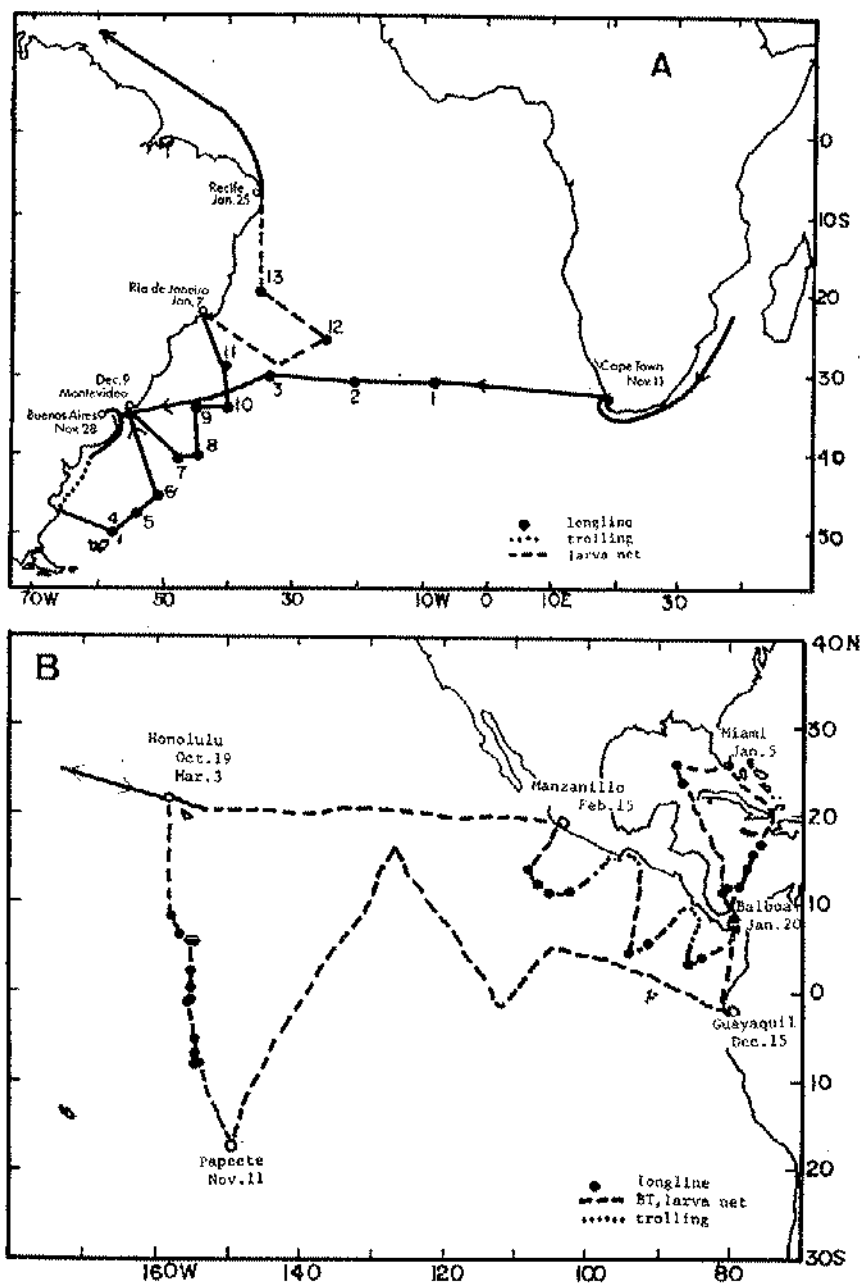 A
0
Recife
Jan. 25
10S
13
Rio de Janeiro
Jan. 7
20
12
11
Cape Town
Nov. 13
Dec. 9
Montevideo
3
2
1
30
Buenos Aires
Nov. 28
9
10
8
7
40
6
4
5
longline
trolling
larva net
50
70W
50
30
10W
0
10E
30
B
40N
Honolulu
Oct. 19
Mar. 3
Miami
Jan. 5
30
Manzanillo
Feb. 15
20
10
Balboa
Jan. 20
0
Guayaquil
Dec. 15
Papeete
Nov. 11
20
longline
BT, larva net
trolling
30S
160W
140
120
100
80